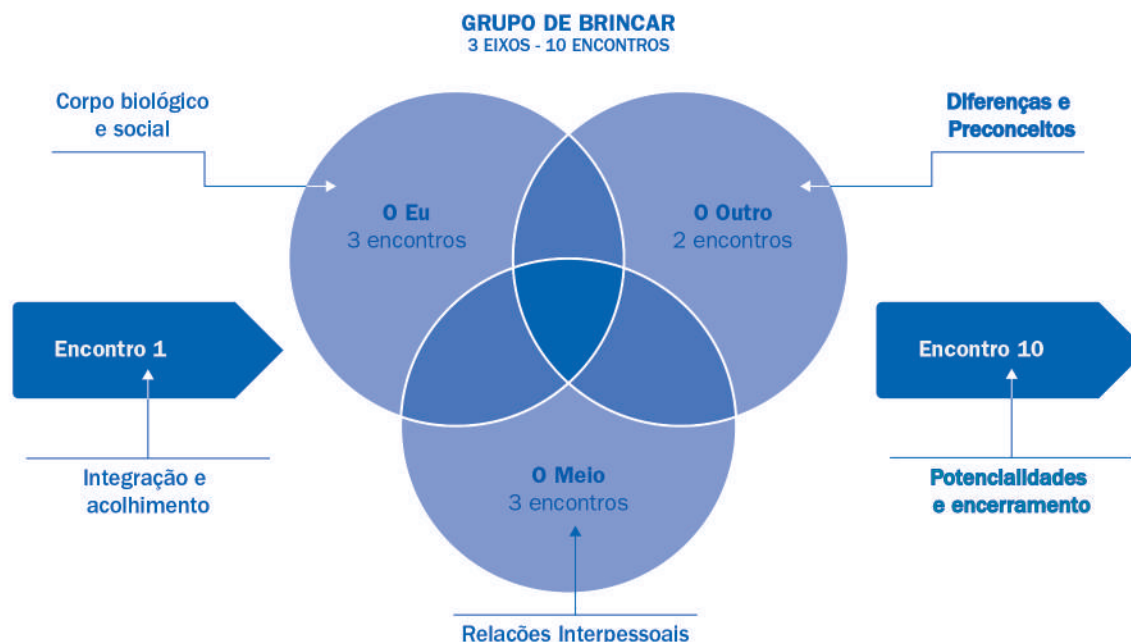 GRUPO DE BRINCAR
3 EIXOS - 10 ENCONTROS
Corpo biológico
e social
Diferenças e
Preconceitos
O Eu
3 encontros
O Outro
2 encontros
Encontro 1
Encontro 10
Integração e
acolhimento
O Meio
3 encontros
Potencialidades
e encerramento
Relações Interpessoais